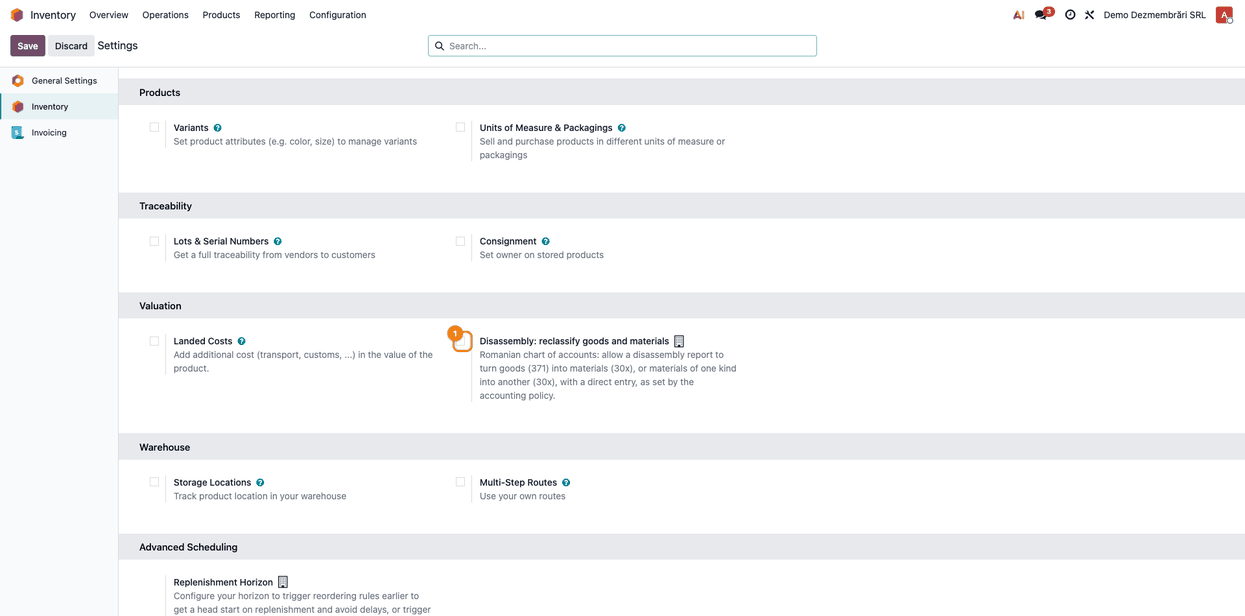 Inventory Overview Operations Products Reporting Configuration AI 3 Demo Dezmembrări SRL A
Save Discard Settings Search...
General Settings
Inventory
Invoicing
Products
Variants ?
Set product attributes (e.g. color, size) to manage variants
Units of Measure & Packagings ?
Sell and purchase products in different units of measure or
packagings
Traceability
Lots & Serial Numbers ?
Get a full traceability from vendors to customers
Consignment ?
Set owner on stored products
Valuation
Landed Costs ?
Add additional cost (transport, customs, ...) in the value of the
product.
1
Disassembly: reclassify goods and materials
Romanian chart of accounts: allow a disassembly report to
turn goods (371) into materials (30x), or materials of one kind
into another (30x), with a direct entry, as set by the
accounting policy.
Warehouse
Storage Locations ?
Track product location in your warehouse
Multi-Step Routes ?
Use your own routes
Advanced Scheduling
Replenishment Horizon
Configure your horizon to trigger reordering rules earlier to
get a head start on replenishment and avoid delays, or trigger